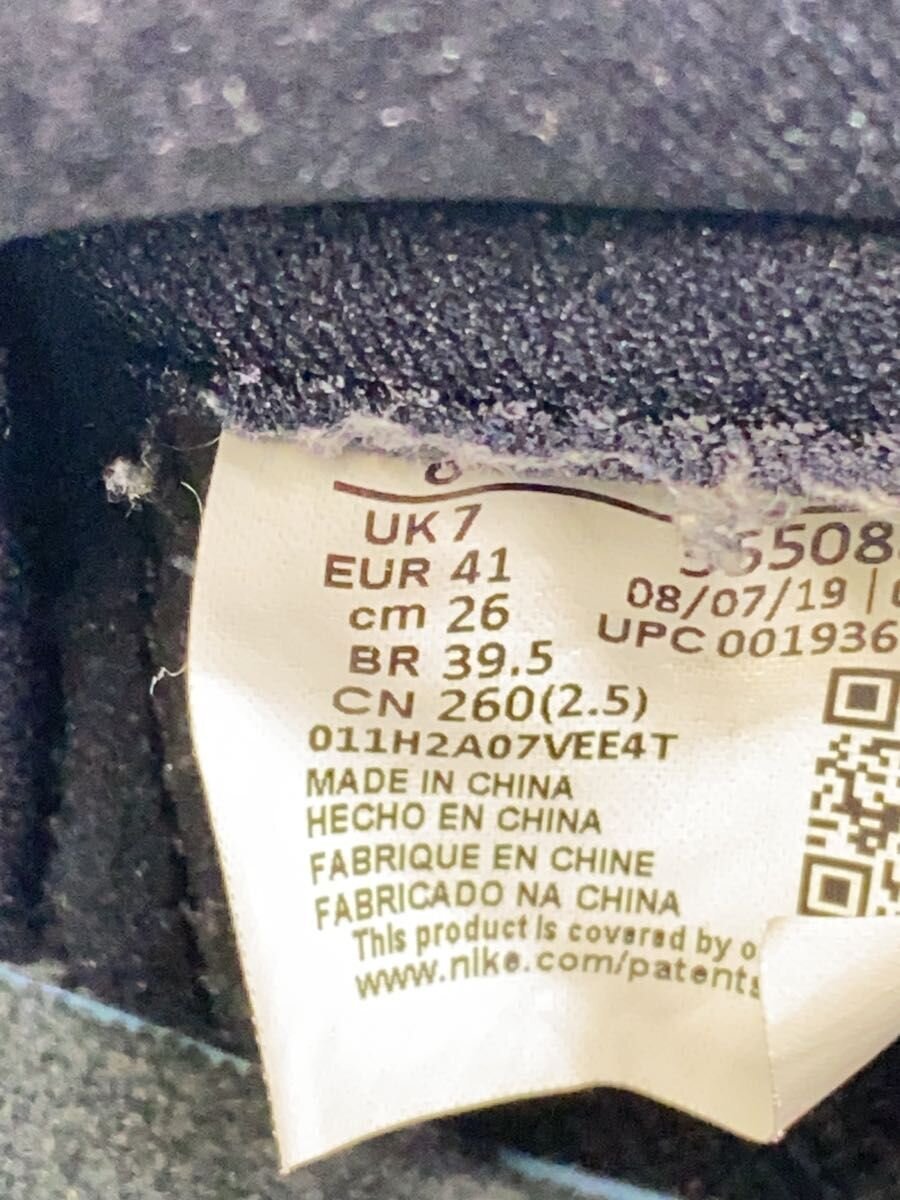 UK 7
EUR 41
cm 26
BR 39.5
CN 260(2.5)
011H2A07VEE4T
MADE IN CHINA
HECHO EN CHINA
FABRIQUE EN CHINE
FABRICADO NA CHINA
This product is covered by o
www.nike.com/patents
5508
08/07/19 |
UPC 001936